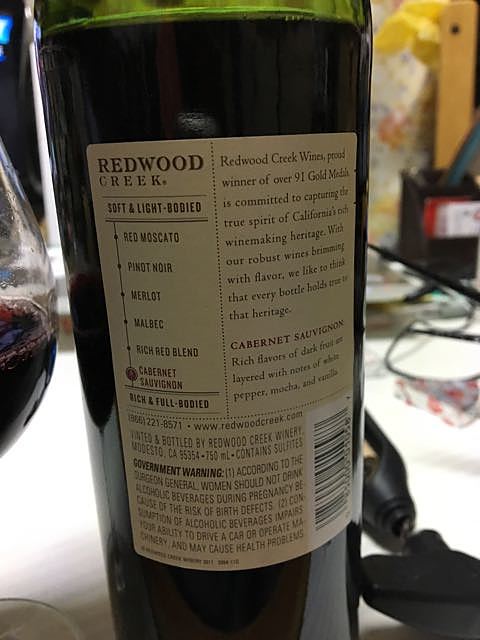 REDWOOD
CREEK®
SOFT & LIGHT-BODIED
RED MOSCATO
PINOT NOIR
MERLOT
MALBEC
RICH RED BLEND
CABERNET
SAUVIGNON
RICH & FULL-BODIED
Redwood Creek Wines, proud
winner of over 91 Gold Medals,
is committed to capturing the
true spirit of California's rich
winemaking heritage. With
our robust wines brimming
with flavor, we like to think
that every bottle holds true to
that heritage.
CABERNET SAUVIGNON:
Rich flavors of dark fruit are
layered with notes of white
pepper, mocha, and vanilla.
(866) 221-8571 • www.redwoodcreek.com
VINTED & BOTTLED BY REDWOOD CREEK WINERY,
MODESTO, CA 95354 • 750 mL • CONTAINS SULFITES
GOVERNMENT WARNING: (1) ACCORDING TO THE
SURGEON GENERAL, WOMEN SHOULD NOT DRINK
ALCOHOLIC BEVERAGES DURING PREGNANCY BE-
CAUSE OF THE RISK OF BIRTH DEFECTS. (2) CON-
SUMPTION OF ALCOHOLIC BEVERAGES IMPAIRS
YOUR ABILITY TO DRIVE A CAR OR OPERATE MA-
CHINERY, AND MAY CAUSE HEALTH PROBLEMS.
REDWOOD CREEK WINERY